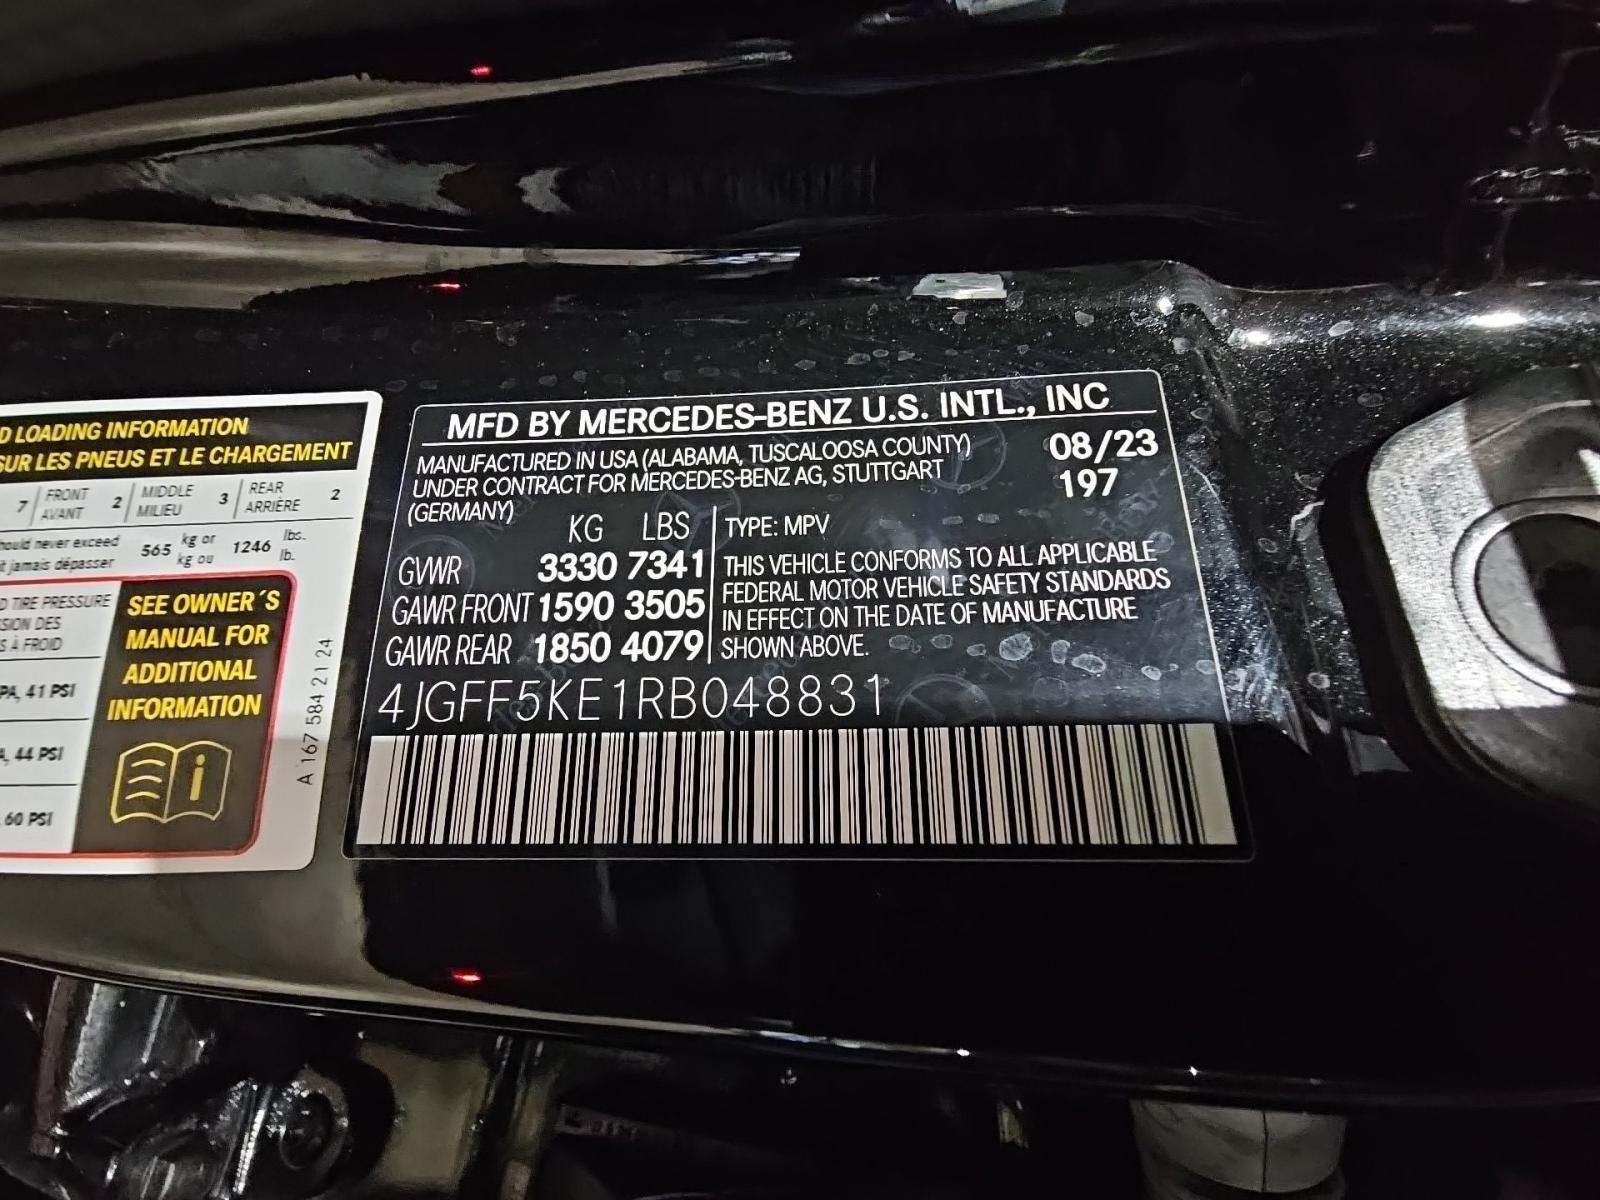 D LOADING INFORMATION
SUR LES PNEUS ET LE CHARGEMENT
7 FRONT AVANT 2 MIDDLE MILIEU 3 REAR ARRIÈRE 2
hould never exceed 565 kg or 1246 lbs.
t jamais dépasser kg ou lb.
D TIRE PRESSURE
SION DES
S À FROID
PA, 41 PSI
A, 44 PSI
, 60 PSI
SEE OWNER´S
MANUAL FOR
ADDITIONAL
INFORMATION
A 167 584 21 24
MFD BY MERCEDES-BENZ U.S. INTL., INC
MANUFACTURED IN USA (ALABAMA, TUSCALOOSA COUNTY) 08/23
UNDER CONTRACT FOR MERCEDES-BENZ AG, STUTTGART 197
(GERMANY)
KG LBS
GVWR 3330 7341
GAWR FRONT 1590 3505
GAWR REAR 1850 4079
TYPE: MPV
THIS VEHICLE CONFORMS TO ALL APPLICABLE
FEDERAL MOTOR VEHICLE SAFETY STANDARDS
IN EFFECT ON THE DATE OF MANUFACTURE
SHOWN ABOVE.
4JGFF5KE1RB048831